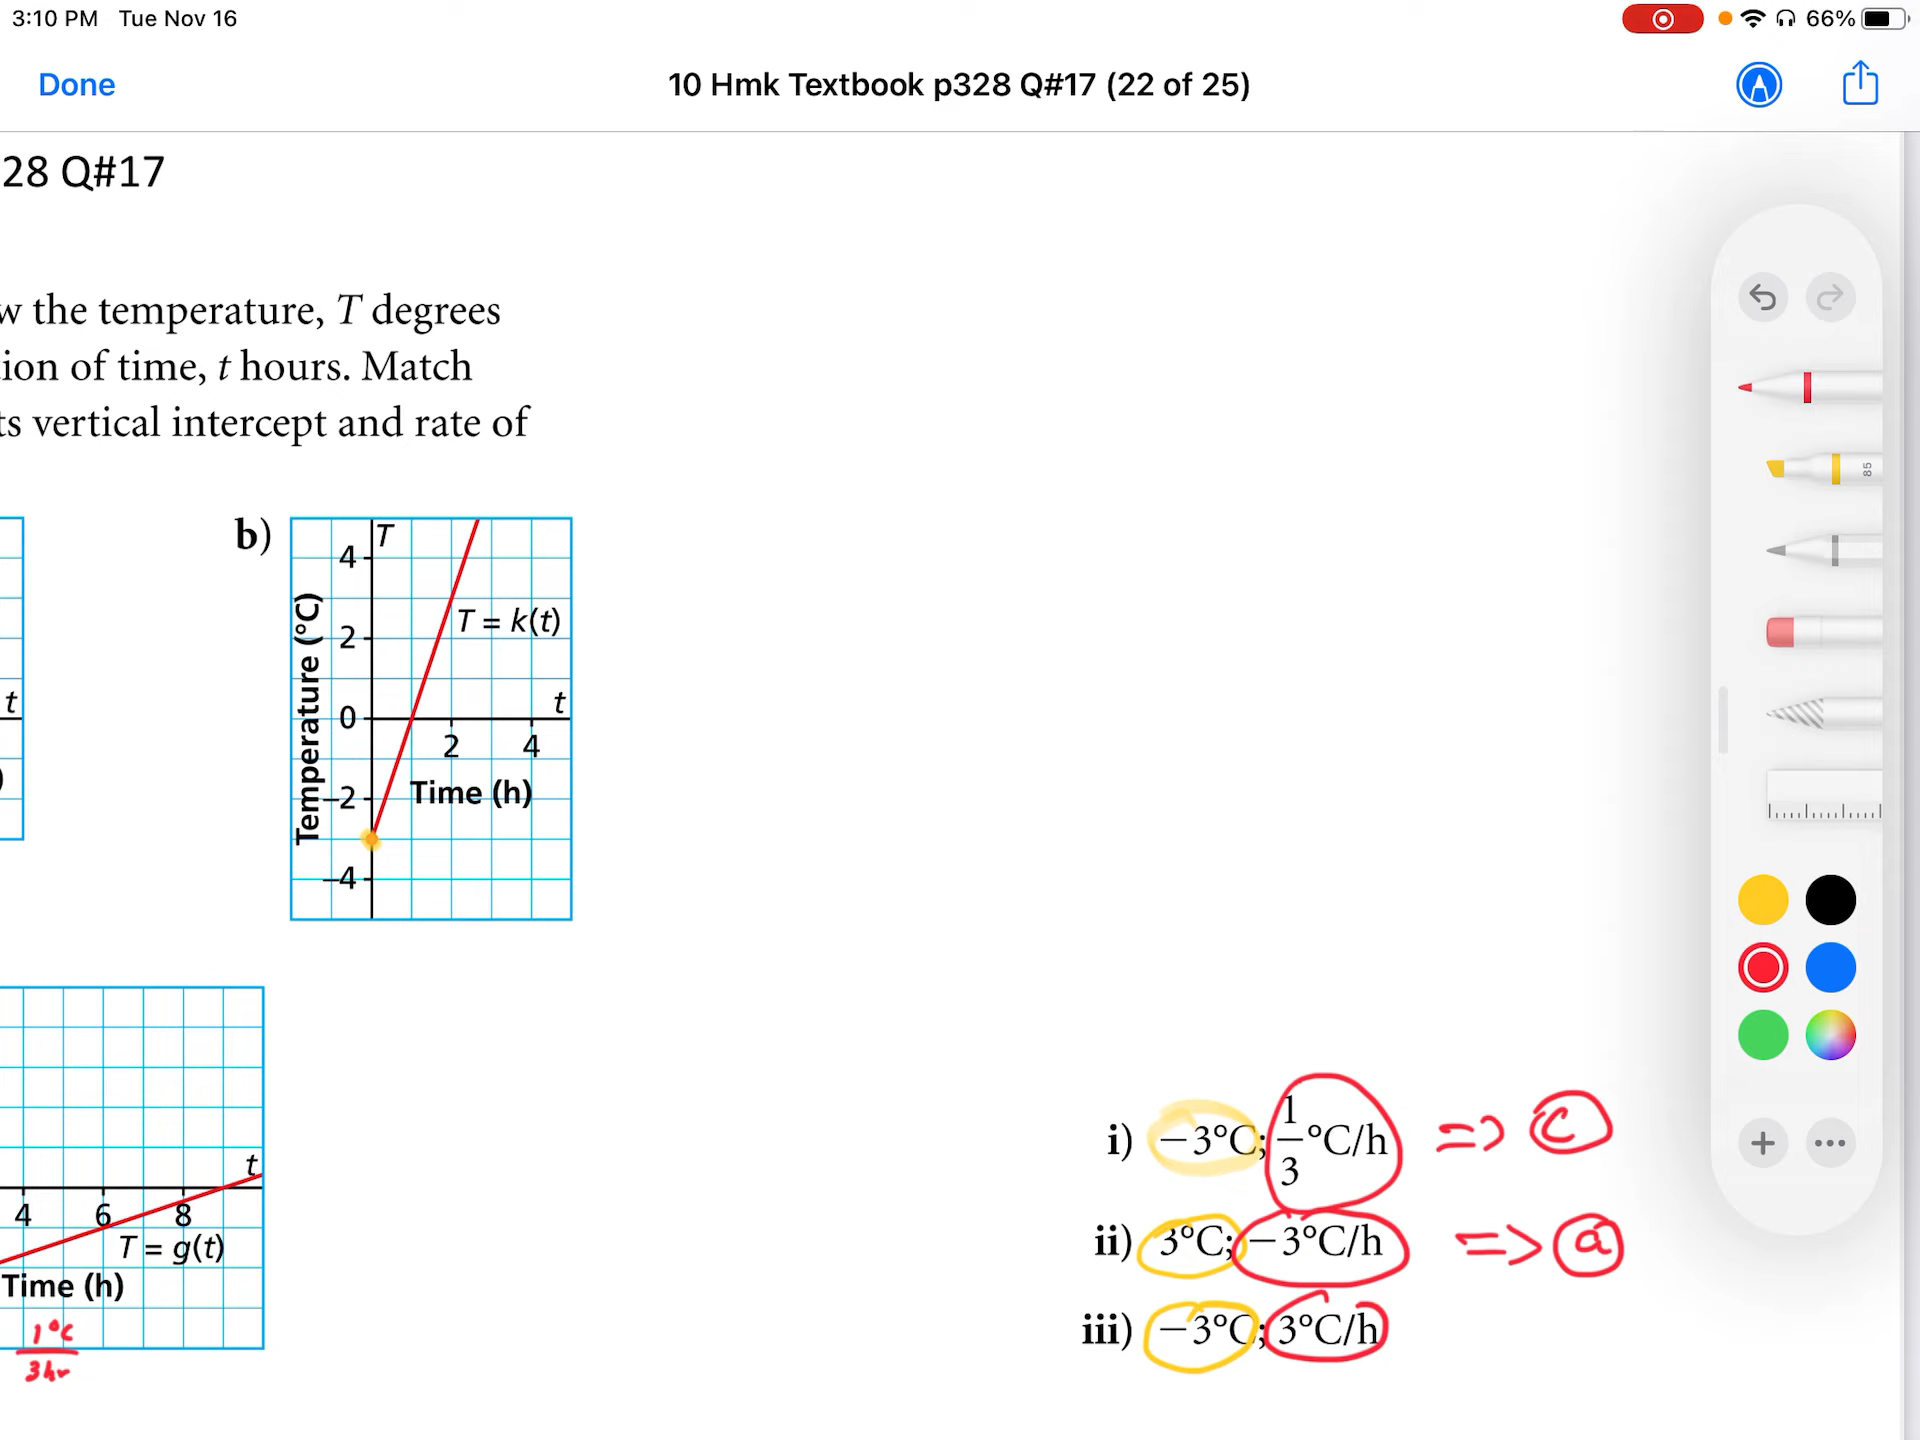 3:10 PM Tue Nov 16
66%
Done
10 Hmk Textbook p328 Q#17 (22 of 25)
28 Q#17
w the temperature, T degrees
ion of time, t hours. Match
ts vertical intercept and rate of
85
b)
T
4
T = k(t)
2
t
0
t
2 4
Temperature (°C)
)
−2
Time (h)
−4
t
4 6 8
T = g(t)
Time (h)
1°C
3hr
i) −3°C; 1/3 °C/h => c
ii) 3°C; −3°C/h => a
iii) −3°C; 3°C/h